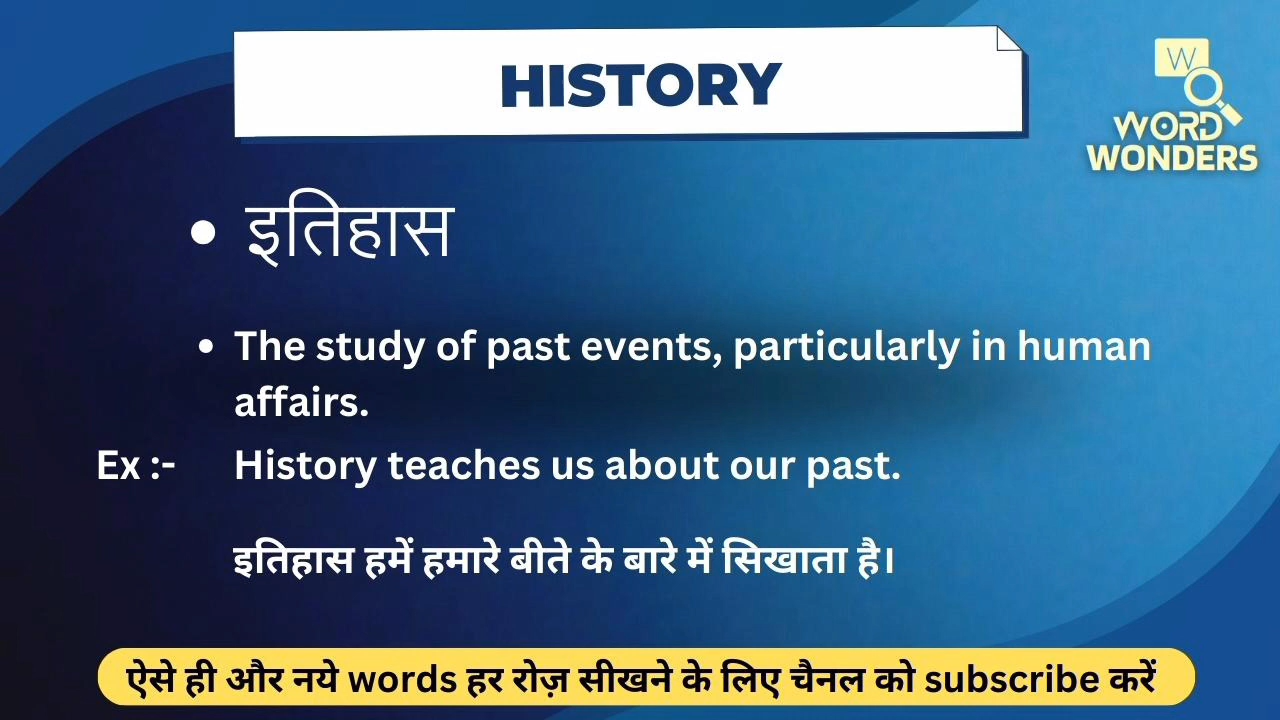 HISTORY
W
WORD
WONDERS
• इतिहास
• The study of past events, particularly in human
affairs.
Ex :- History teaches us about our past.
इतिहास हमें हमारे बीते के बारे में सिखाता है।
ऐसे ही और नये words हर रोज़ सीखने के लिए चैनल को subscribe करें